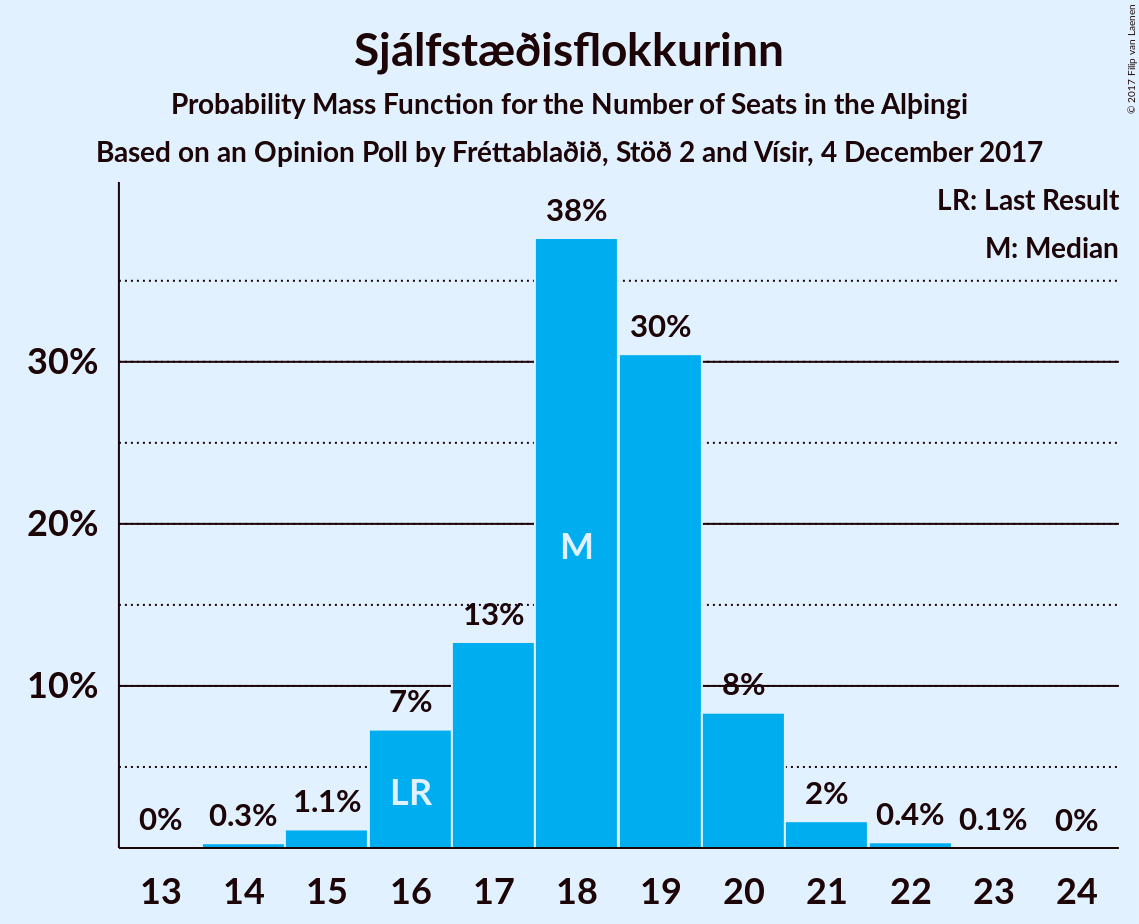 Sjálfstæðisflokkurinn
Probability Mass Function for the Number of Seats in the Alþingi
Based on an Opinion Poll by Fréttablaðið, Stöð 2 and Vísir, 4 December 2017
© 2017 Filip van Laenen
LR: Last Result
M: Median
30%
20%
10%
0%
0.3%
1.1%
7%
13%
38%
30%
8%
2%
0.4%
0.1%
0%
LR
M
13 14 15 16 17 18 19 20 21 22 23 24